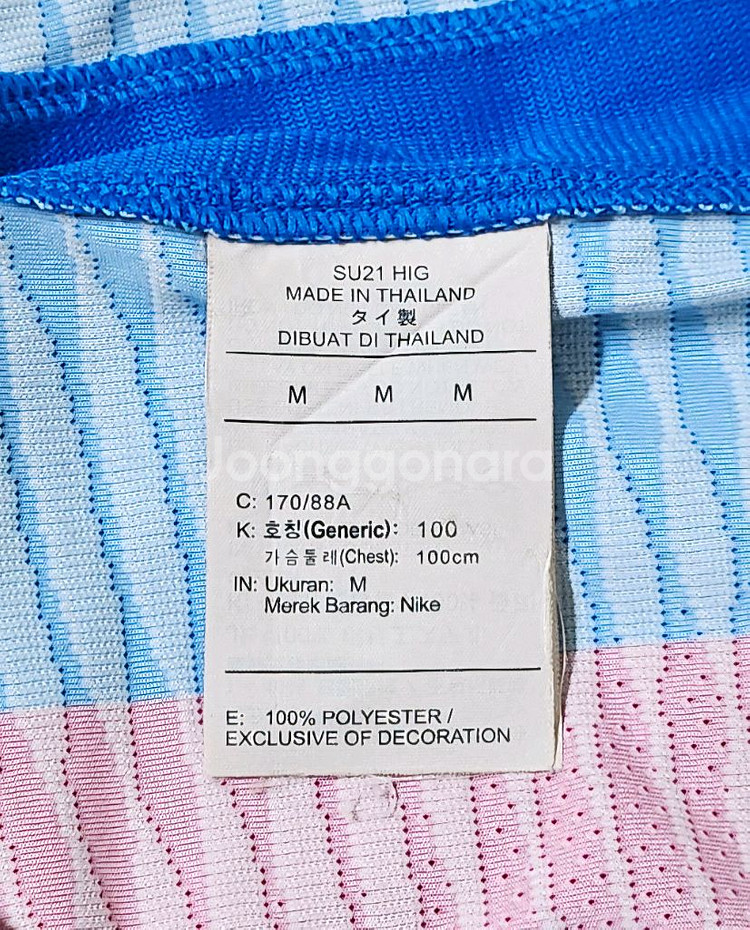 SU21 HIG
MADE IN THAILAND
タイ製
DIBUAT DI THAILAND
M M M
Joonggonara
C: 170/88A
K: 호칭(Generic): 100
가슴둘레(Chest): 100cm
IN: Ukuran: M
Merek Barang: Nike
E: 100% POLYESTER /
EXCLUSIVE OF DECORATION